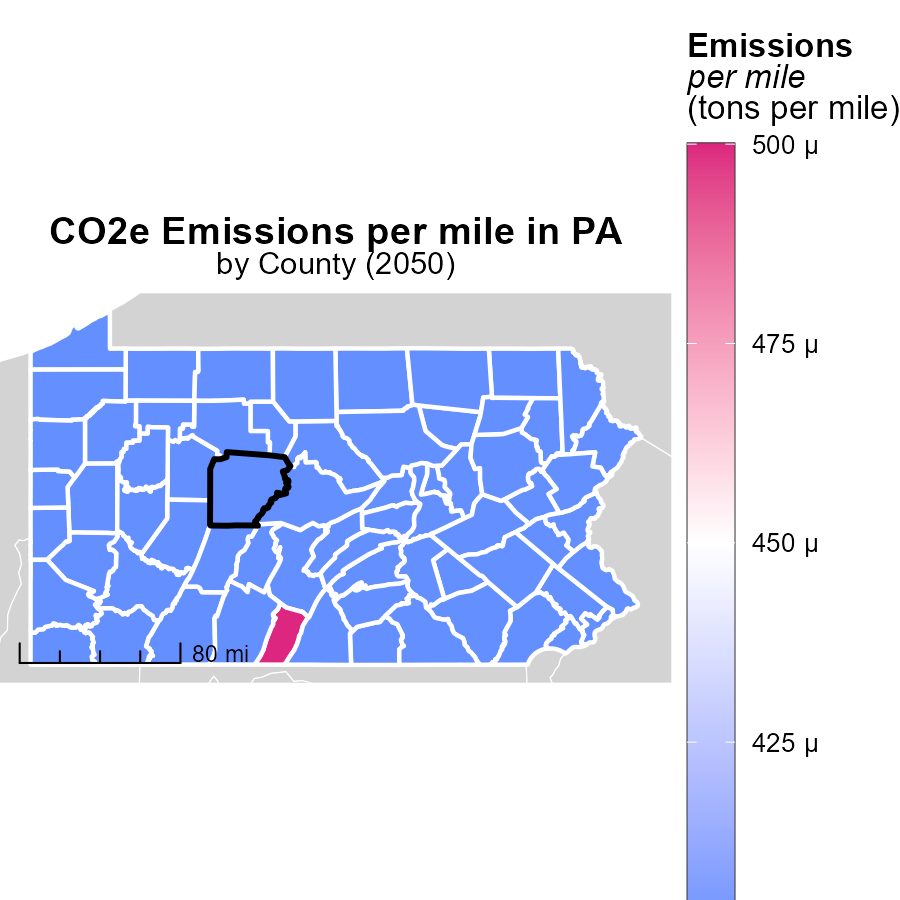 Emissions
per mile
(tons per mile)
500 μ
475 μ
450 μ
425 μ
CO2e Emissions per mile in PA
by County (2050)
80 mi